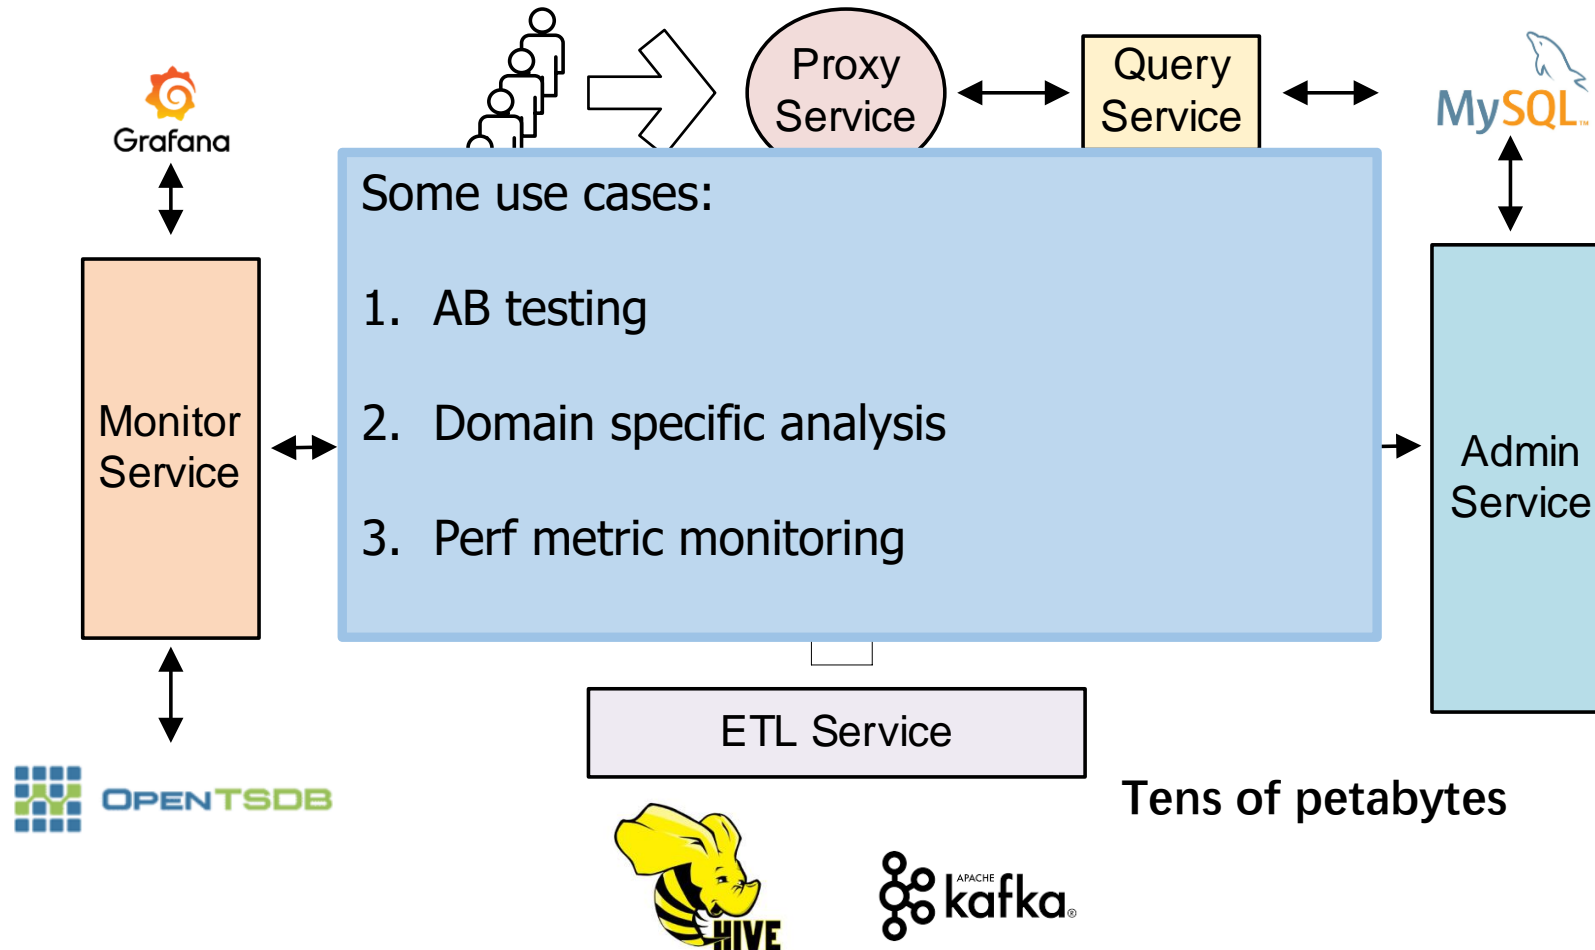 Proxy
Service
Query
Service
MySQL™
Grafana
Some use cases:
1. AB testing
2. Domain specific analysis
3. Perf metric monitoring
Monitor
Service
Admin
Service
ETL Service
OPENTSDB
Tens of petabytes
HIVE
APACHE
kafka®